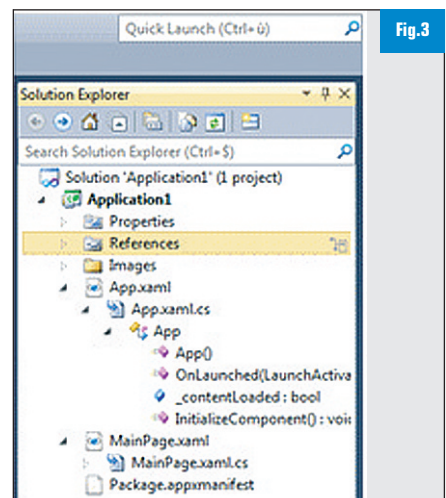 Quick Launch (Ctrl+ù)
Fig.3
Solution Explorer
Search Solution Explorer (Ctrl+$)
Solution 'Application1' (1 project)
Application1
Properties
References
Images
App.xaml
App.xaml.cs
App
App()
OnLaunched(LaunchActiva
_contentLoaded : bool
InitializeComponent() : voi
MainPage.xaml
MainPage.xaml.cs
Package.appxmanifest